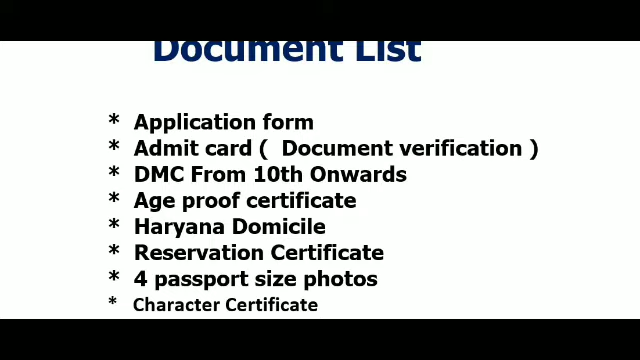 Document List
* Application form
* Admit card ( Document verification )
* DMC From 10th Onwards
* Age proof certificate
* Haryana Domicile
* Reservation Certificate
* 4 passport size photos
* Character Certificate